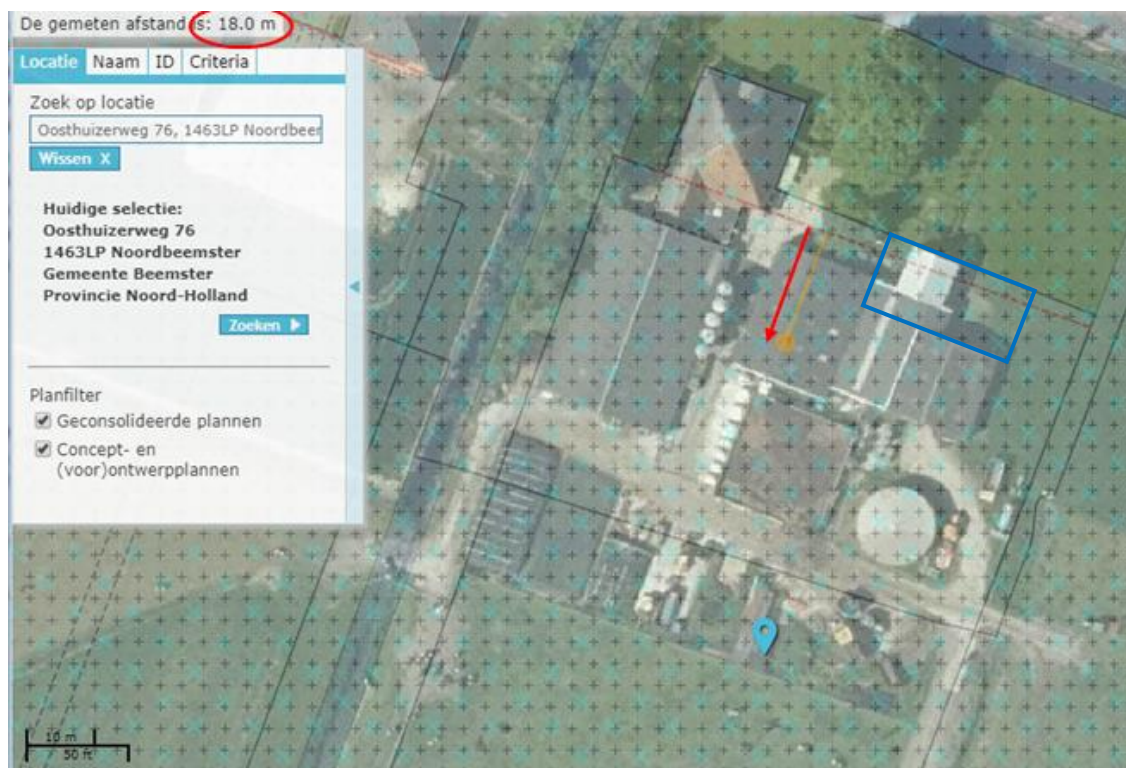 De gemeten afstand is: 18.0 m
Locatie Naam ID Criteria
Zoek op locatie
Oosthuizerweg 76, 1463LP Noordbeer
Wissen X
Huidige selectie:
Oosthuizerweg 76
1463LP Noordbeemster
Gemeente Beemster
Provincie Noord-Holland
Zoeken
Planfilter
Geconsolideerde plannen
Concept- en
(voor)ontwerpplannen
10 m
50 ft